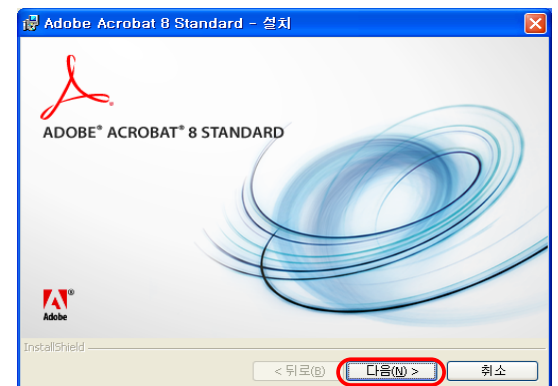 Adobe Acrobat 8 Standard - 설치
ADOBE® ACROBAT® 8 STANDARD
Adobe
InstallShield
< 뒤로(B) 다음(N) > 취소